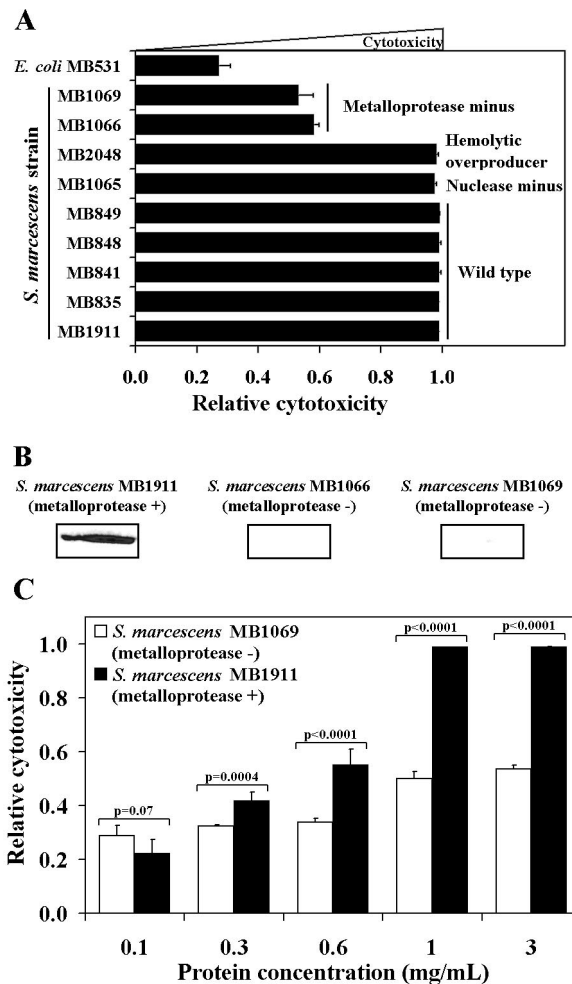 A
Cytotoxicity
E. coli MB531
MB1069
MB1066
Metalloprotease minus
MB2048
Hemolytic
overproducer
MB1065
Nuclease minus
MB849
MB848
MB841
MB835
MB1911
Wild type
S. marcescens strain
0.0 0.2 0.4 0.6 0.8 1.0
Relative cytotoxicity
B
S. marcescens MB1911
(metalloprotease +)
S. marcescens MB1066
(metalloprotease -)
S. marcescens MB1069
(metalloprotease -)
C
S. marcescens MB1069
(metalloprotease -)
S. marcescens MB1911
(metalloprotease +)
p=0.07
p=0.0004
p<0.0001
p<0.0001
p<0.0001
1.0
0.8
0.6
0.4
0.2
0.0
Relative cytotoxicity
0.1 0.3 0.6 1 3
Protein concentration (mg/mL)